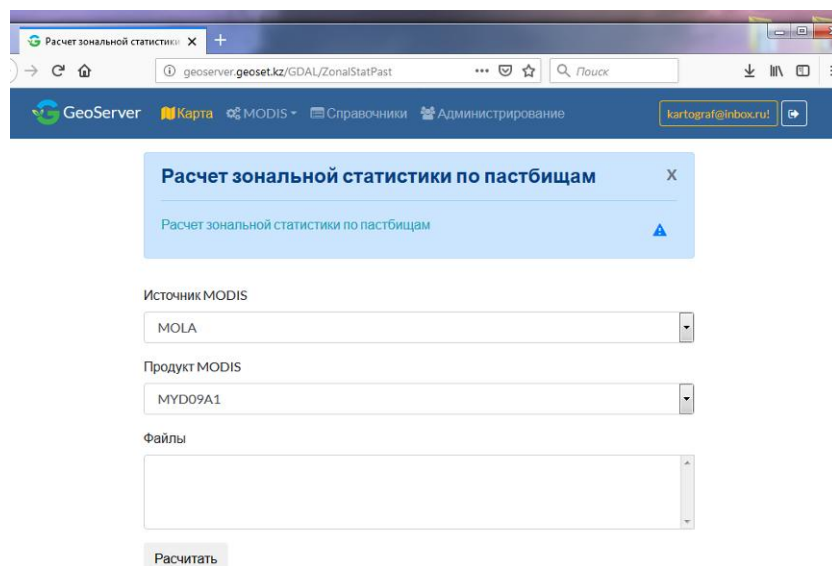 Расчет зональной статистики
geoserver.geoset.kz/GDAL/ZonalStatPast
Поиск
GeoServer Карта MODIS Справочники Администрирование kartograf@inbox.ru!
Расчет зональной статистики по пастбищам X
Расчет зональной статистики по пастбищам
Источник MODIS
MOLA
Продукт MODIS
MYD09A1
Файлы
Расчитать